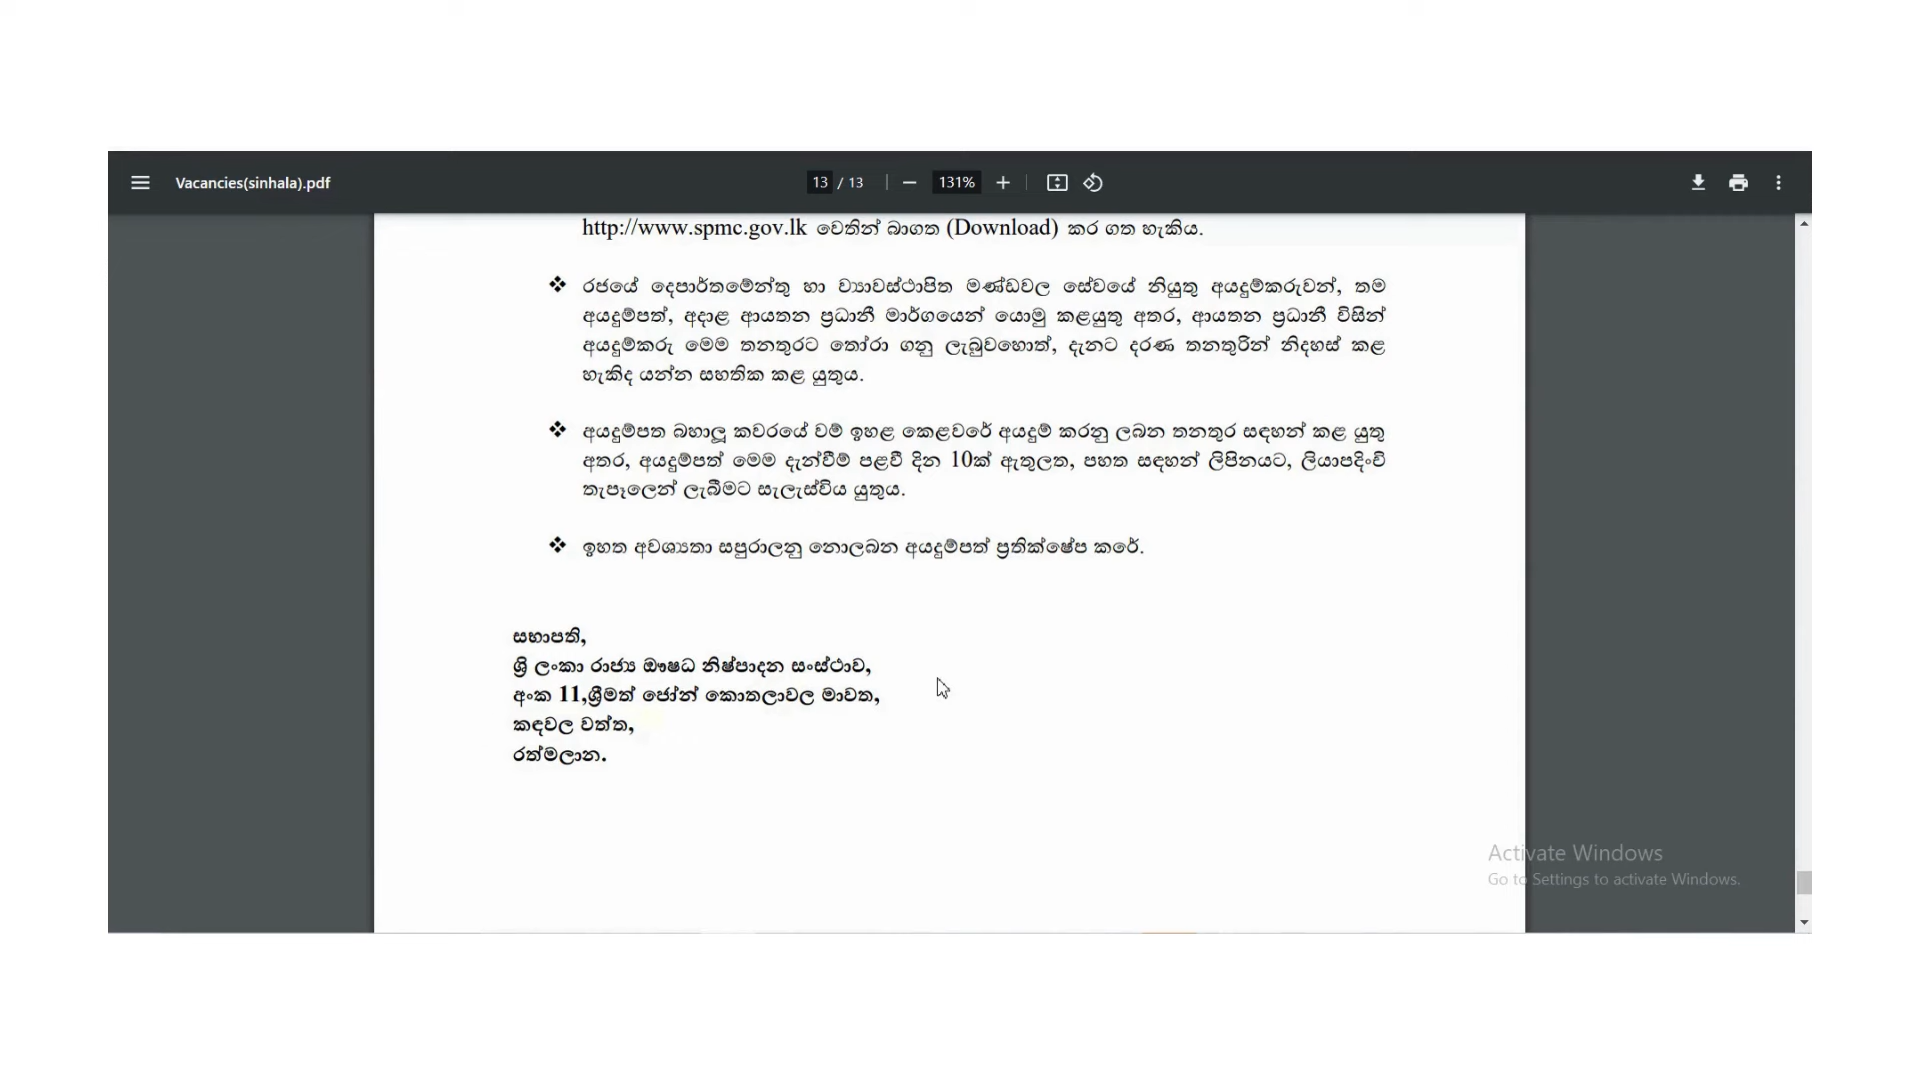 Vacancies(sinhala).pdf
13 / 13
131%
http://www.spmc.gov.lk වෙතින් බාගත (Download) කර ගත හැකිය.
❖ රජයේ දෙපාර්තමේන්තු හා ව්‍යාවස්ථාපිත මණ්ඩවල සේවයේ නියුතු අයදුම්කරුවන්, තම
අයදුම්පත්, අදාළ ආයතන ප්‍රධානී මාර්ගයෙන් යොමු කළයුතු අතර, ආයතන ප්‍රධානී විසින්
අයදුම්කරු මෙම තනතුරට තෝරා ගනු ලැබුවහොත්, දැනට දරණ තනතුරින් නිදහස් කළ
හැකිද යන්න සහතික කළ යුතුය.
❖ අයදුම්පත බහාලූ කවරයේ වම් ඉහළ කෙළවරේ අයදුම් කරනු ලබන තනතුර සඳහන් කළ යුතු
අතර, අයදුම්පත් මෙම දැන්වීම් පළවී දින 10ක් ඇතුලත, පහත සඳහන් ලිපිනයට, ලියාපදිංචි
තැපෑලෙන් ලැබීමට සැලැස්විය යුතුය.
❖ ඉහත අවශ්‍යතා සපුරාලනු නොලබන අයදුම්පත් ප්‍රතික්ෂේප කරේ.
සභාපති,
ශ්‍රි ලංකා රාජ්‍ය ඖෂධ නිෂ්පාදන සංස්ථාව,
අංක 11,ශ්‍රීමත් ජෝන් කොතලාවල මාවත,
කඳවල වත්ත,
රත්මලාන.
Activate Windows
Go to Settings to activate Windows.